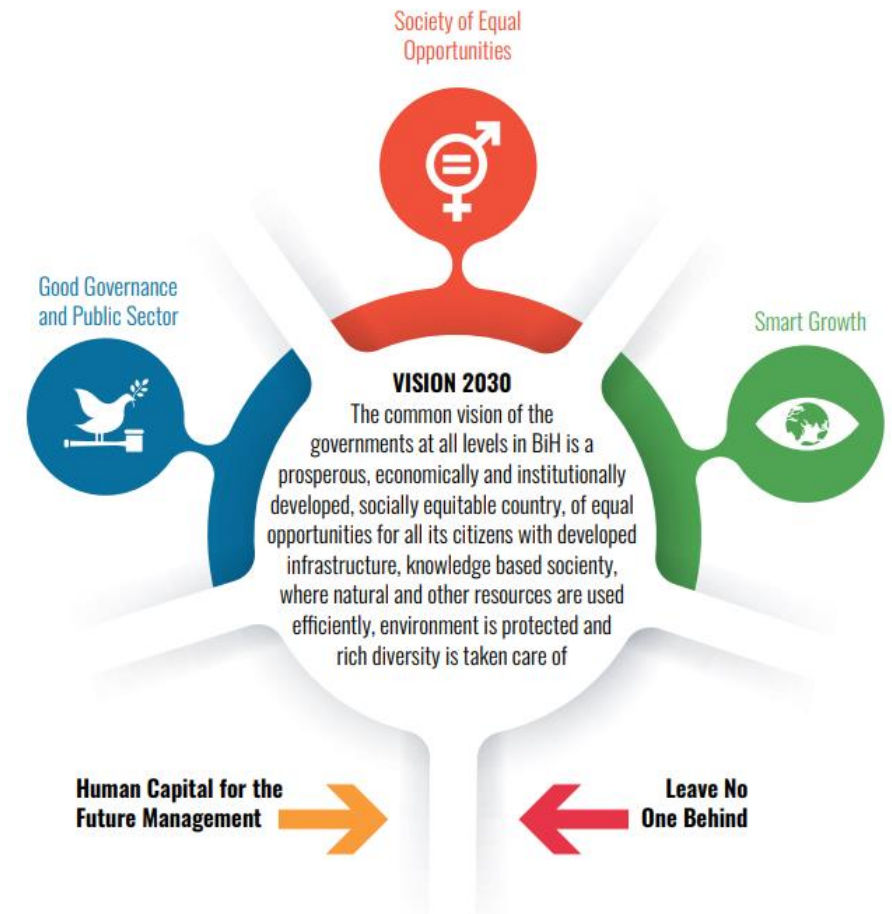 Society of Equal
Opportunities
Good Governance
and Public Sector
Smart Growth
VISION 2030
The common vision of the
governments at all levels in BiH is a
prosperous, economically and institutionally
developed, socially equitable country, of equal
opportunities for all its citizens with developed
infrastructure, knowledge based socienty,
where natural and other resources are used
efficiently, environment is protected and
rich diversity is taken care of
Human Capital for the
Future Management
Leave No
One Behind